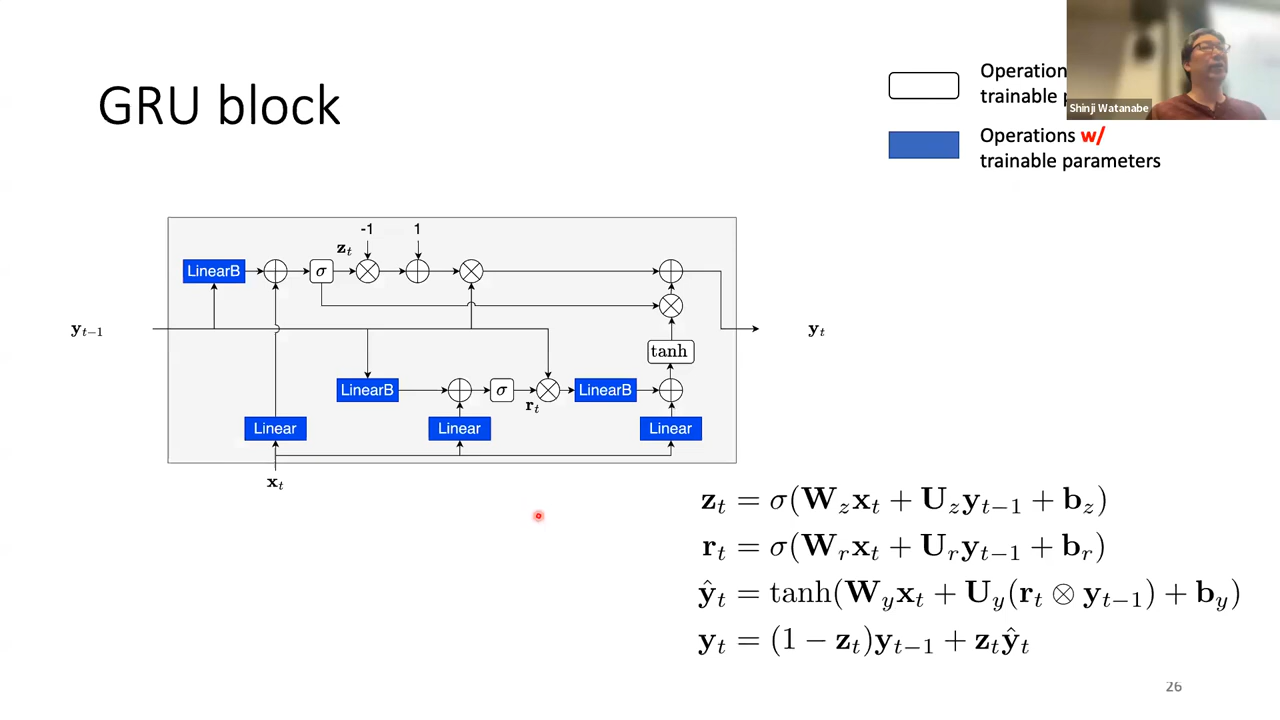 GRU block
Operation
trainable
Shinji Watanabe
Operations w/
trainable parameters
-1 1
z_t
LinearB σ
y_{t-1}
y_t
tanh
LinearB σ LinearB
r_t
Linear Linear Linear
x_t
z_t = σ(W_z x_t + U_z y_{t-1} + b_z)
r_t = σ(W_r x_t + U_r y_{t-1} + b_r)
ŷ_t = tanh(W_y x_t + U_y(r_t ⊗ y_{t-1}) + b_y)
y_t = (1 − z_t)y_{t-1} + z_t ŷ_t
26